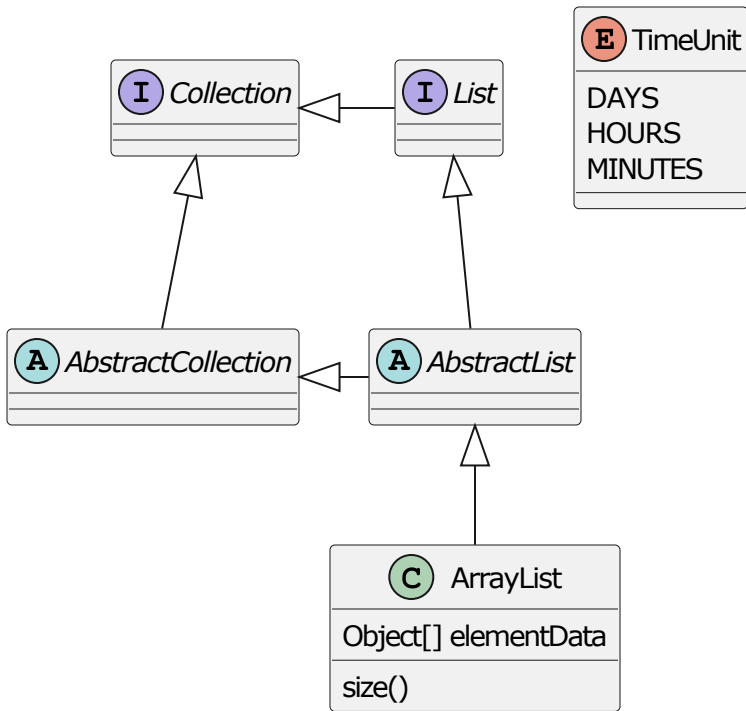 E TimeUnit
DAYS
HOURS
MINUTES
I Collection
I List
A AbstractCollection
A AbstractList
C ArrayList
Object[] elementData
size()